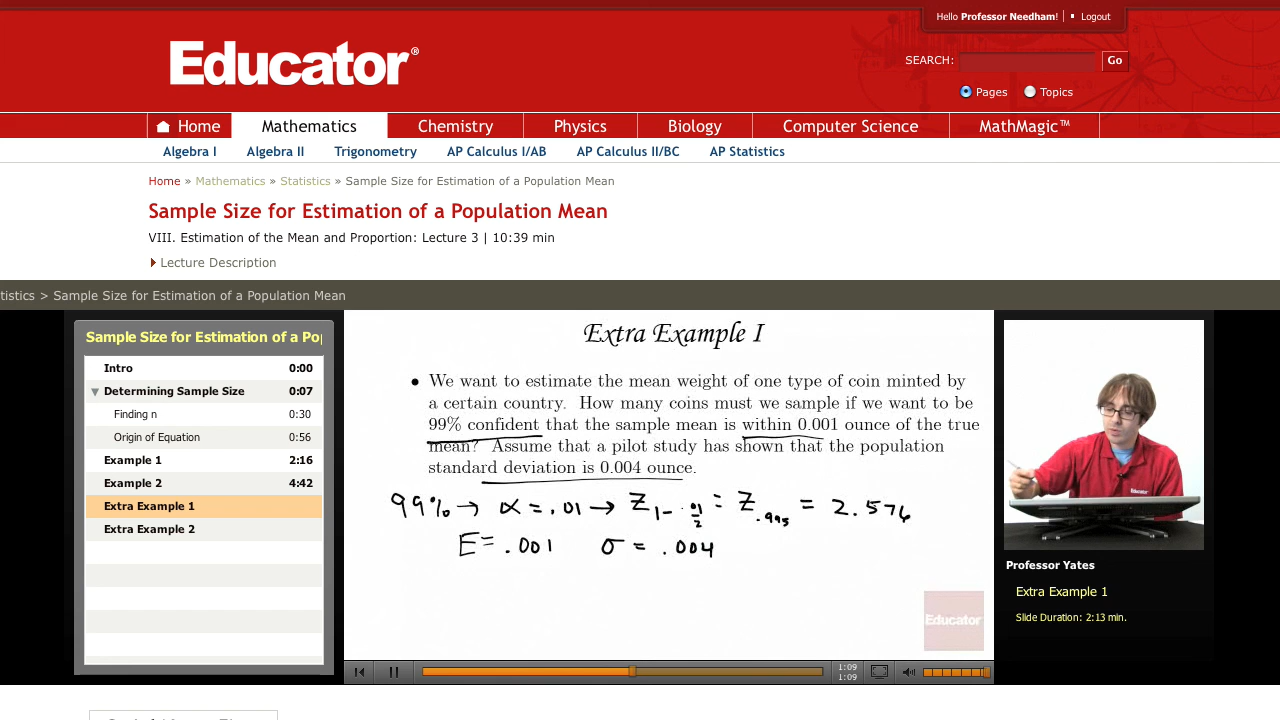 Hello Professor Needham! Logout
Educator®
SEARCH: Go
Pages Topics
Home Mathematics Chemistry Physics Biology Computer Science MathMagic™
Algebra I Algebra II Trigonometry AP Calculus I/AB AP Calculus II/BC AP Statistics
Home » Mathematics » Statistics » Sample Size for Estimation of a Population Mean
Sample Size for Estimation of a Population Mean
VIII. Estimation of the Mean and Proportion: Lecture 3 | 10:39 min
Lecture Description
tistics > Sample Size for Estimation of a Population Mean
Sample Size for Estimation of a Po
Intro 0:00
Determining Sample Size 0:07
Finding n 0:30
Origin of Equation 0:56
Example 1 2:16
Example 2 4:42
Extra Example 1
Extra Example 2
Extra Example I
• We want to estimate the mean weight of one type of coin minted by
a certain country. How many coins must we sample if we want to be
99% confident that the sample mean is within 0.001 ounce of the true
mean? Assume that a pilot study has shown that the population
standard deviation is 0.004 ounce.
99% → α = .01 → Z 1 - .01/2 = Z .995 = 2.576
E = .001 σ = .004
Educator
1:09
1:09
Professor Yates
Extra Example 1
Slide Duration: 2:13 min.